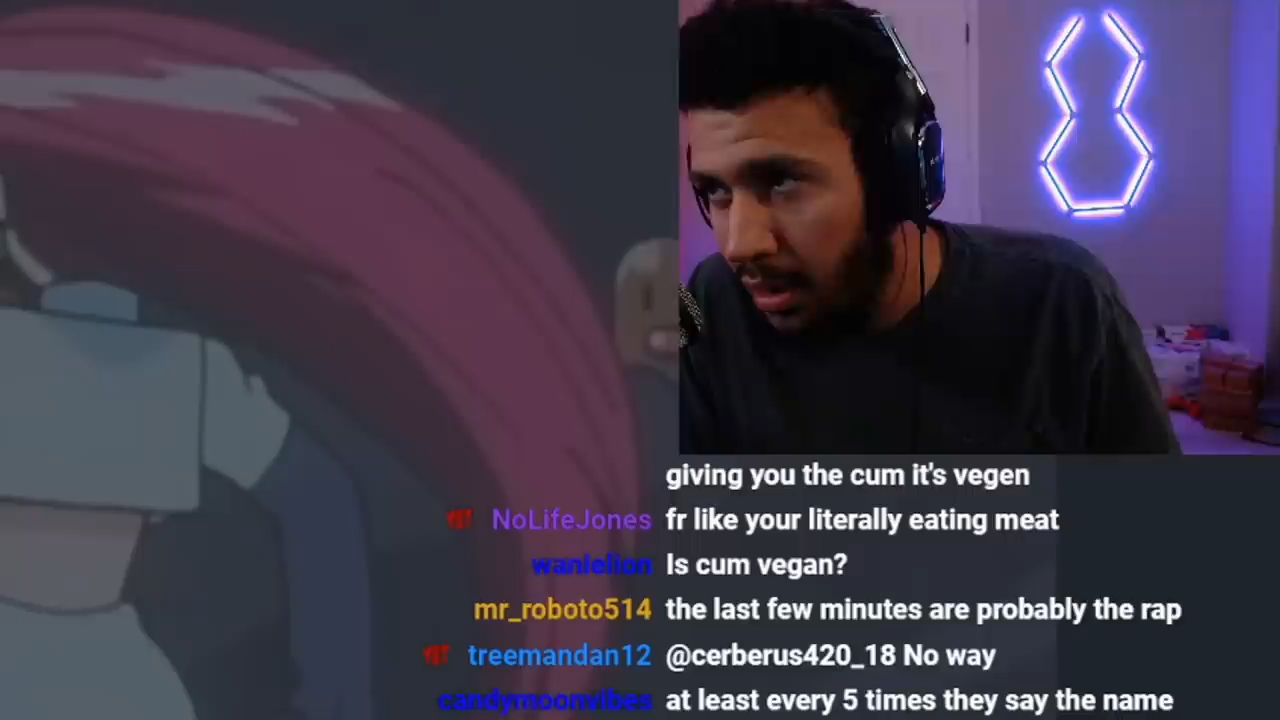 giving you the cum it's vegen
NoLifeJones fr like your literally eating meat
wanlelion Is cum vegan?
mr_roboto514 the last few minutes are probably the rap
treemandan12 @cerberus420_18 No way
candymoonvibes at least every 5 times they say the name